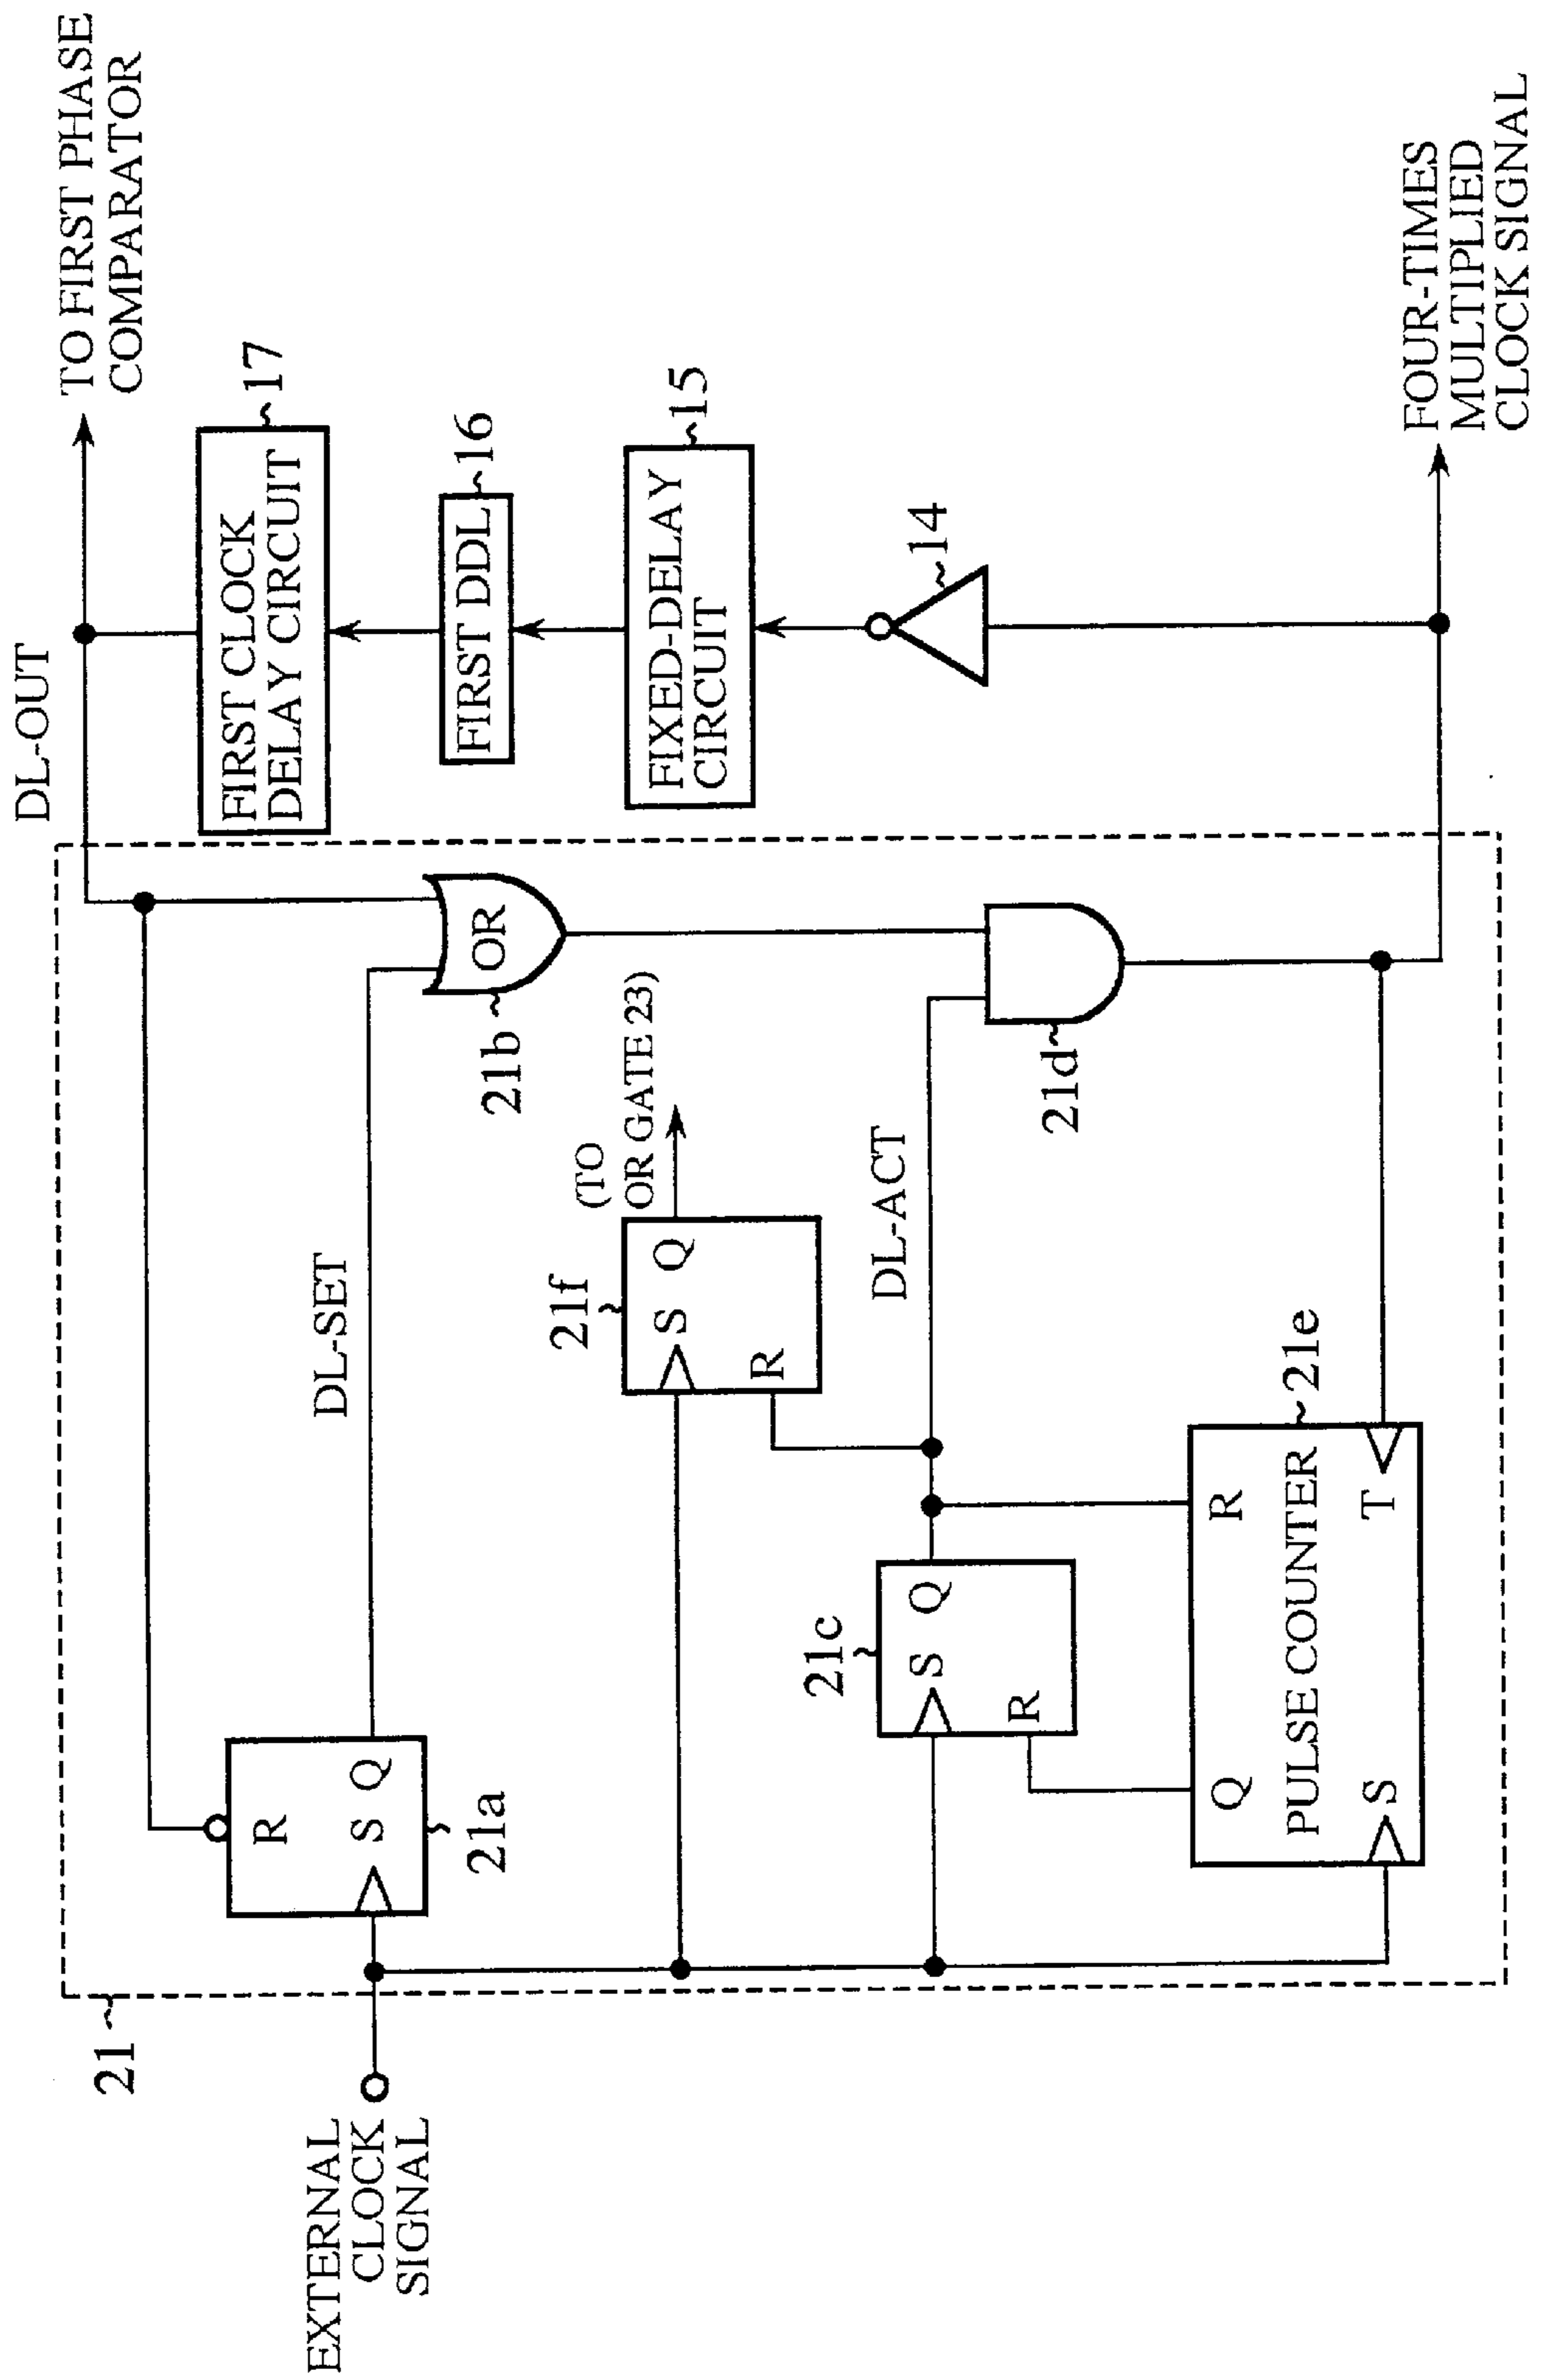 DL-OUT
TO FIRST PHASE
COMPARATOR
FIRST CLOCK
DELAY CIRCUIT
17
FIRST DDL
16
FIXED-DELAY
CIRCUIT
15
14
FOUR-TIMES
MULTIPLIED
CLOCK SIGNAL
21
EXTERNAL
CLOCK
SIGNAL
R
S
Q
21a
DL-SET
OR
21b
21f
S
Q
R
(TO
OR GATE 23)
DL-ACT
21d
21c
S
Q
R
Q
R
PULSE COUNTER
S
T
21e